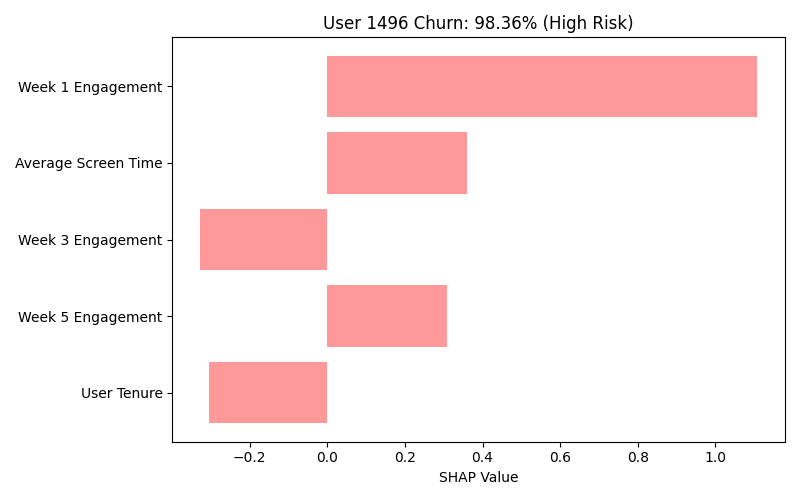 User 1496 Churn: 98.36% (High Risk)
Week 1 Engagement
Average Screen Time
Week 3 Engagement
Week 5 Engagement
User Tenure
−0.2 0.0 0.2 0.4 0.6 0.8 1.0
SHAP Value